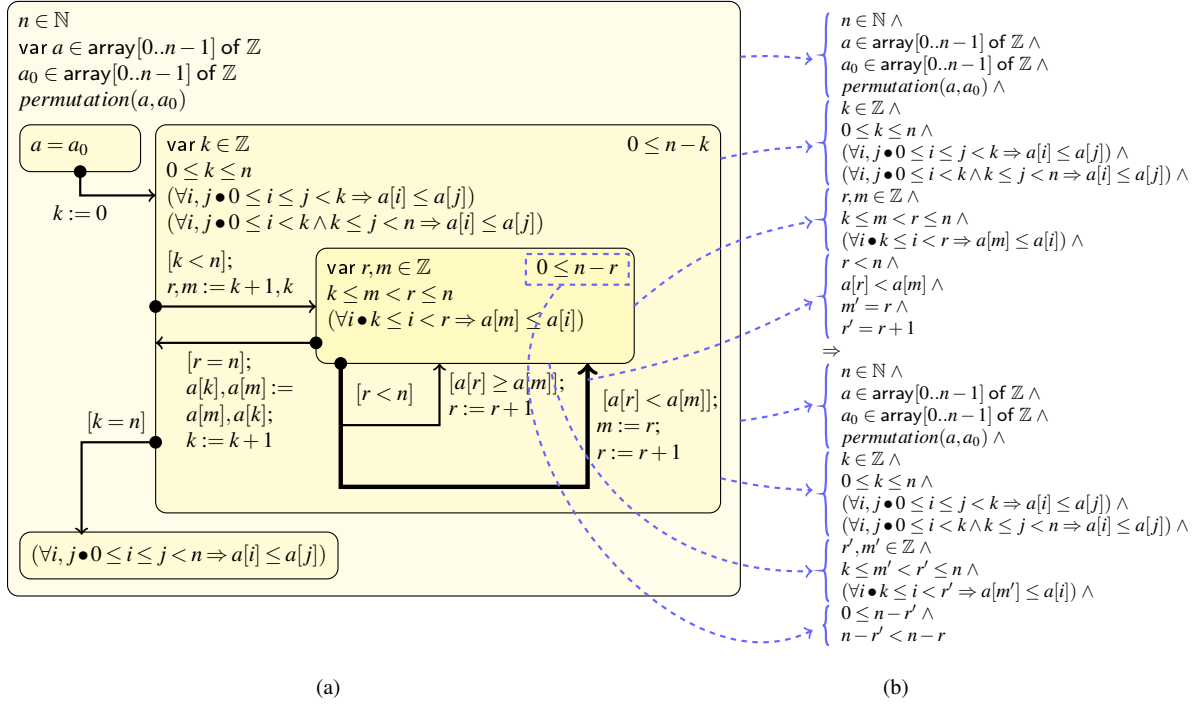 n ∈ ℕ
var a ∈ array[0..n−1] of ℤ
a₀ ∈ array[0..n−1] of ℤ
permutation(a,a₀)
a = a₀
k := 0
var k ∈ ℤ
0 ≤ n−k
0 ≤ k ≤ n
(∀i, j • 0 ≤ i ≤ j < k ⇒ a[i] ≤ a[j])
(∀i, j • 0 ≤ i < k ∧ k ≤ j < n ⇒ a[i] ≤ a[j])
[k < n];
r,m := k+1,k
var r,m ∈ ℤ
0 ≤ n−r
k ≤ m < r ≤ n
(∀i • k ≤ i < r ⇒ a[m] ≤ a[i])
[r = n];
a[k],a[m] :=
a[m],a[k];
k := k+1
[r < n]
[a[r] ≥ a[m]];
r := r+1
[a[r] < a[m]];
m := r;
r := r+1
[k = n]
(∀i, j • 0 ≤ i ≤ j < n ⇒ a[i] ≤ a[j])
(a)
n ∈ ℕ ∧
a ∈ array[0..n−1] of ℤ ∧
a₀ ∈ array[0..n−1] of ℤ ∧
permutation(a,a₀) ∧
k ∈ ℤ ∧
0 ≤ k ≤ n ∧
(∀i, j • 0 ≤ i ≤ j < k ⇒ a[i] ≤ a[j]) ∧
(∀i, j • 0 ≤ i < k ∧ k ≤ j < n ⇒ a[i] ≤ a[j]) ∧
r,m ∈ ℤ ∧
k ≤ m < r ≤ n ∧
(∀i • k ≤ i < r ⇒ a[m] ≤ a[i]) ∧
r < n ∧
a[r] < a[m] ∧
m′ = r ∧
r′ = r+1
⇒
n ∈ ℕ ∧
a ∈ array[0..n−1] of ℤ ∧
a₀ ∈ array[0..n−1] of ℤ ∧
permutation(a,a₀) ∧
k ∈ ℤ ∧
0 ≤ k ≤ n ∧
(∀i, j • 0 ≤ i ≤ j < k ⇒ a[i] ≤ a[j]) ∧
(∀i, j • 0 ≤ i < k ∧ k ≤ j < n ⇒ a[i] ≤ a[j]) ∧
r′,m′ ∈ ℤ ∧
k ≤ m′ < r′ ≤ n ∧
(∀i • k ≤ i < r′ ⇒ a[m′] ≤ a[i]) ∧
0 ≤ n−r′ ∧
n−r′ < n−r
(b)